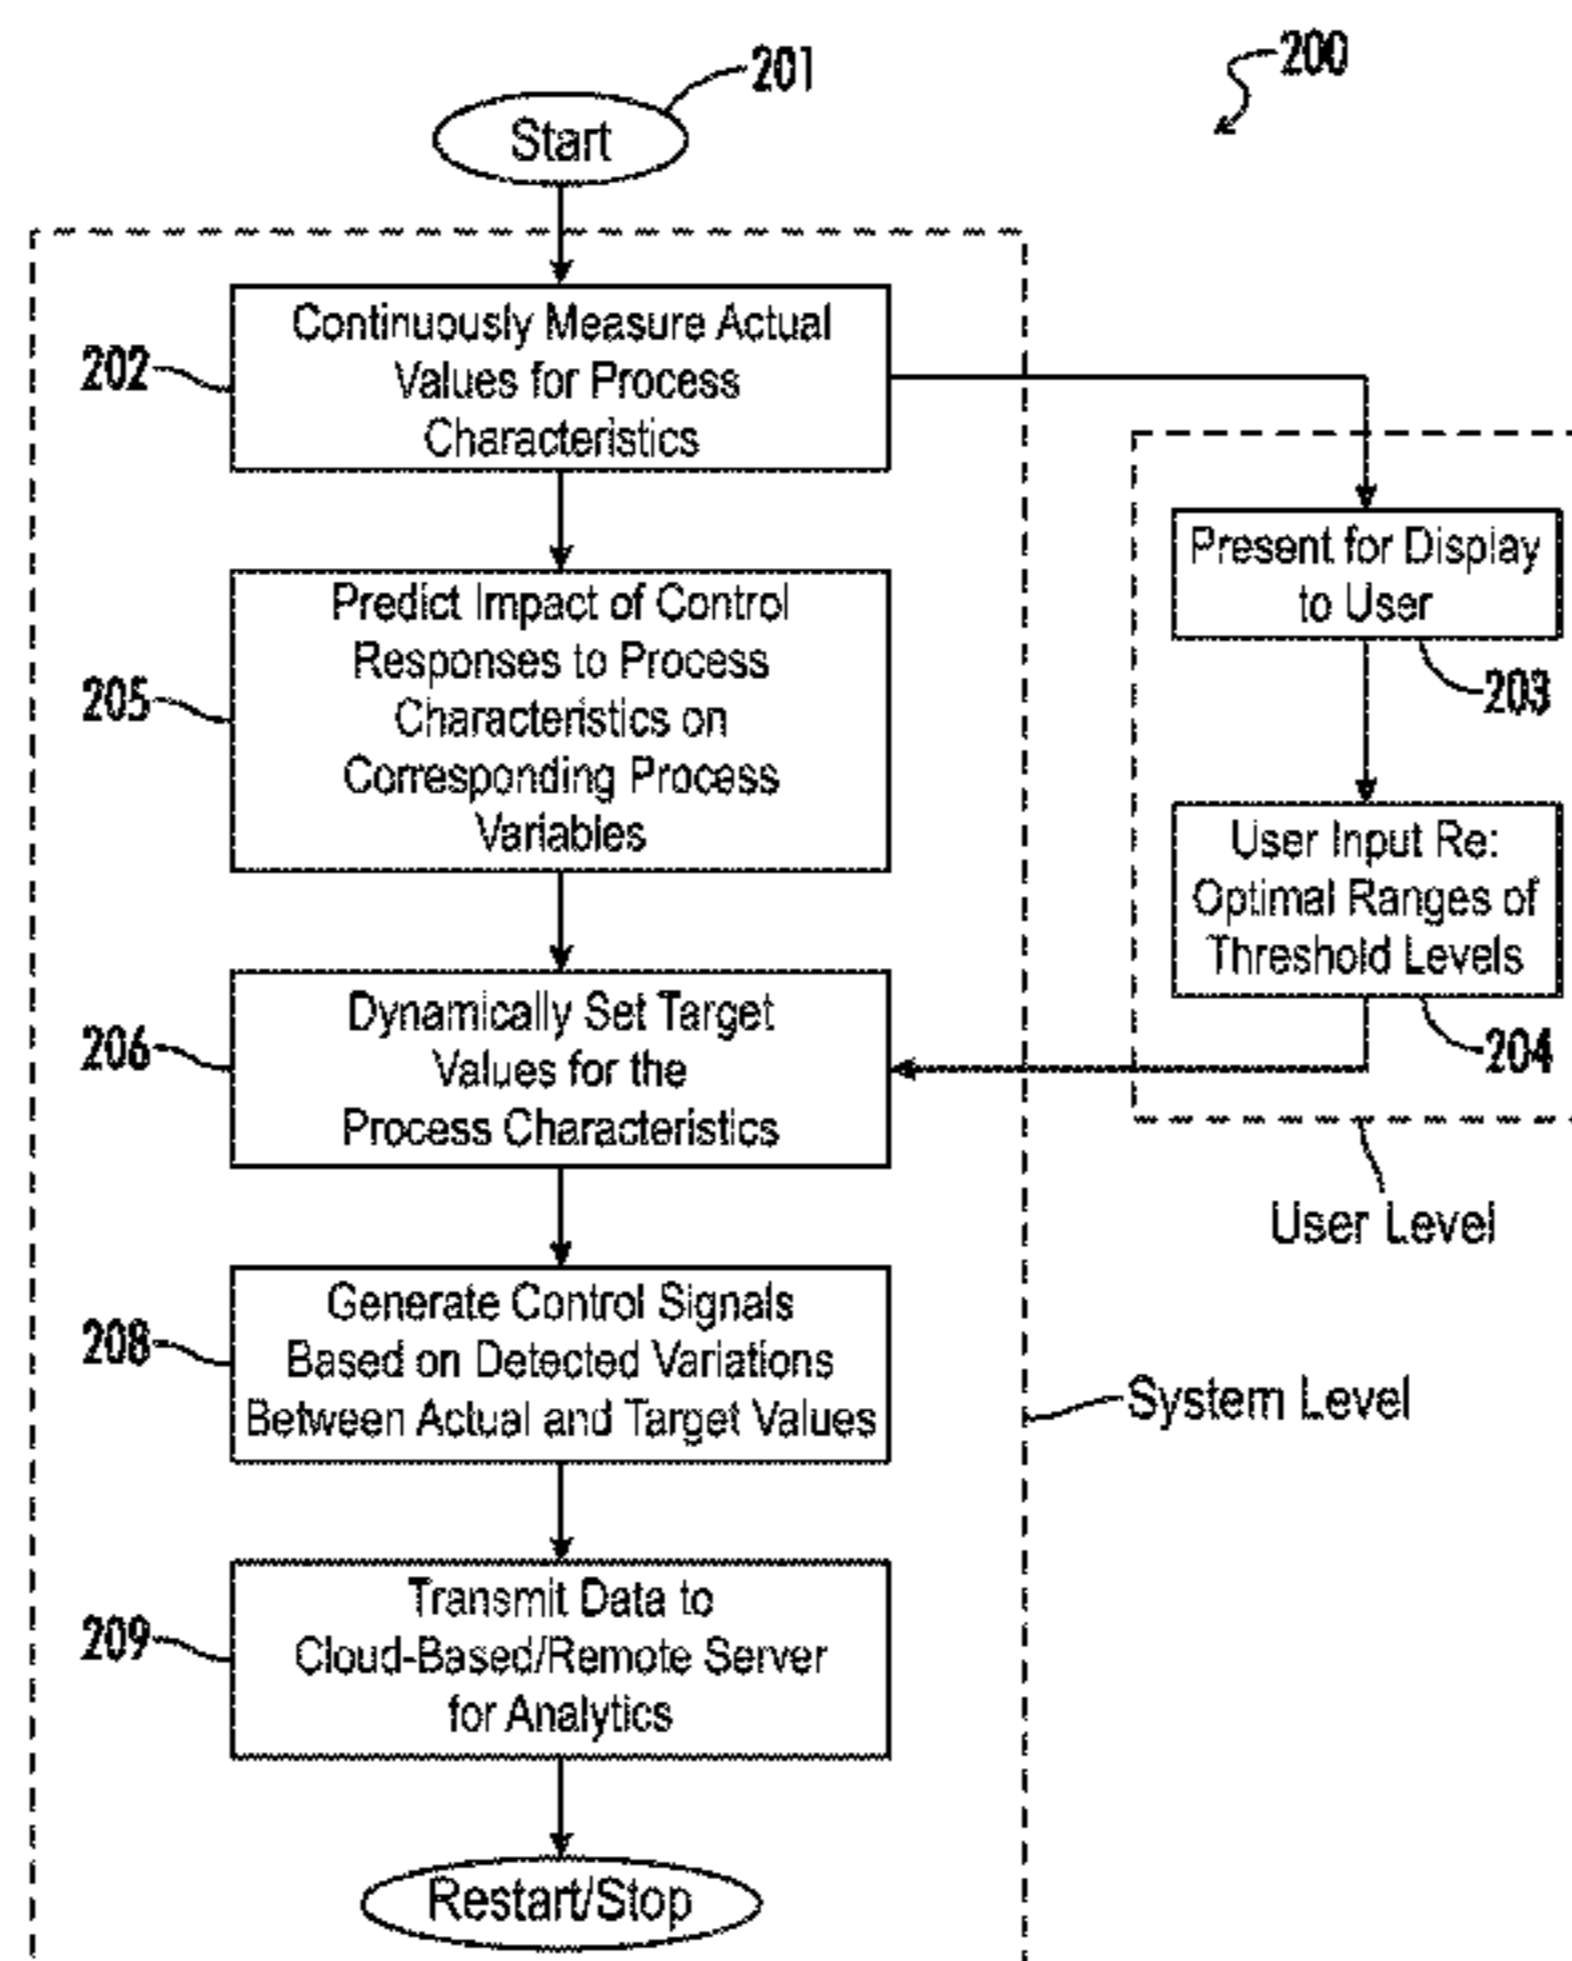 200
201
Start
202
Continuously Measure Actual
Values for Process
Characteristics
Present for Display
to User
203
205
Predict Impact of Control
Responses to Process
Characteristics on
Corresponding Process
Variables
User Input Re:
Optimal Ranges of
Threshold Levels
204
206
Dynamically Set Target
Values for the
Process Characteristics
User Level
208
Generate Control Signals
Based on Detected Variations
Between Actual and Target Values
System Level
209
Transmit Data to
Cloud-Based/Remote Server
for Analytics
Restart/Stop